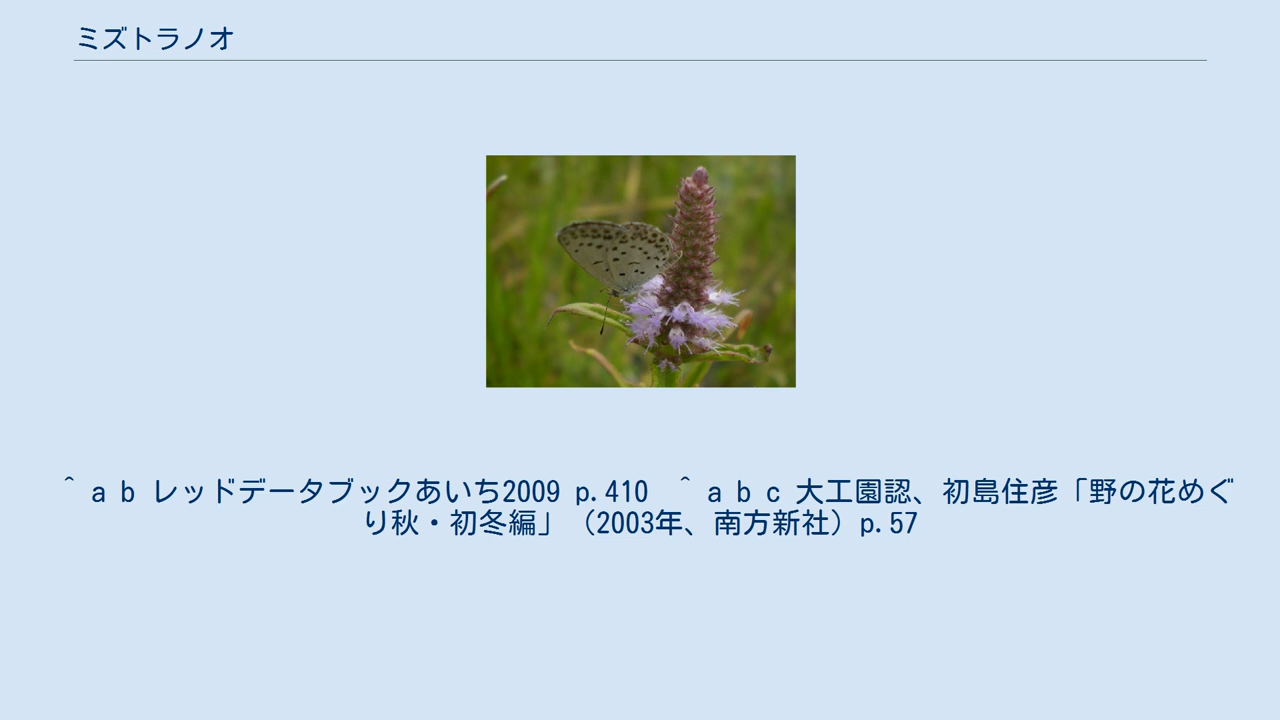 ミズトラノオ
^ a b レッドデータブックあいち2009 p.410　^ a b c 大工園認、初島住彦「野の花めぐ
り秋・初冬編」（2003年、南方新社）p.57